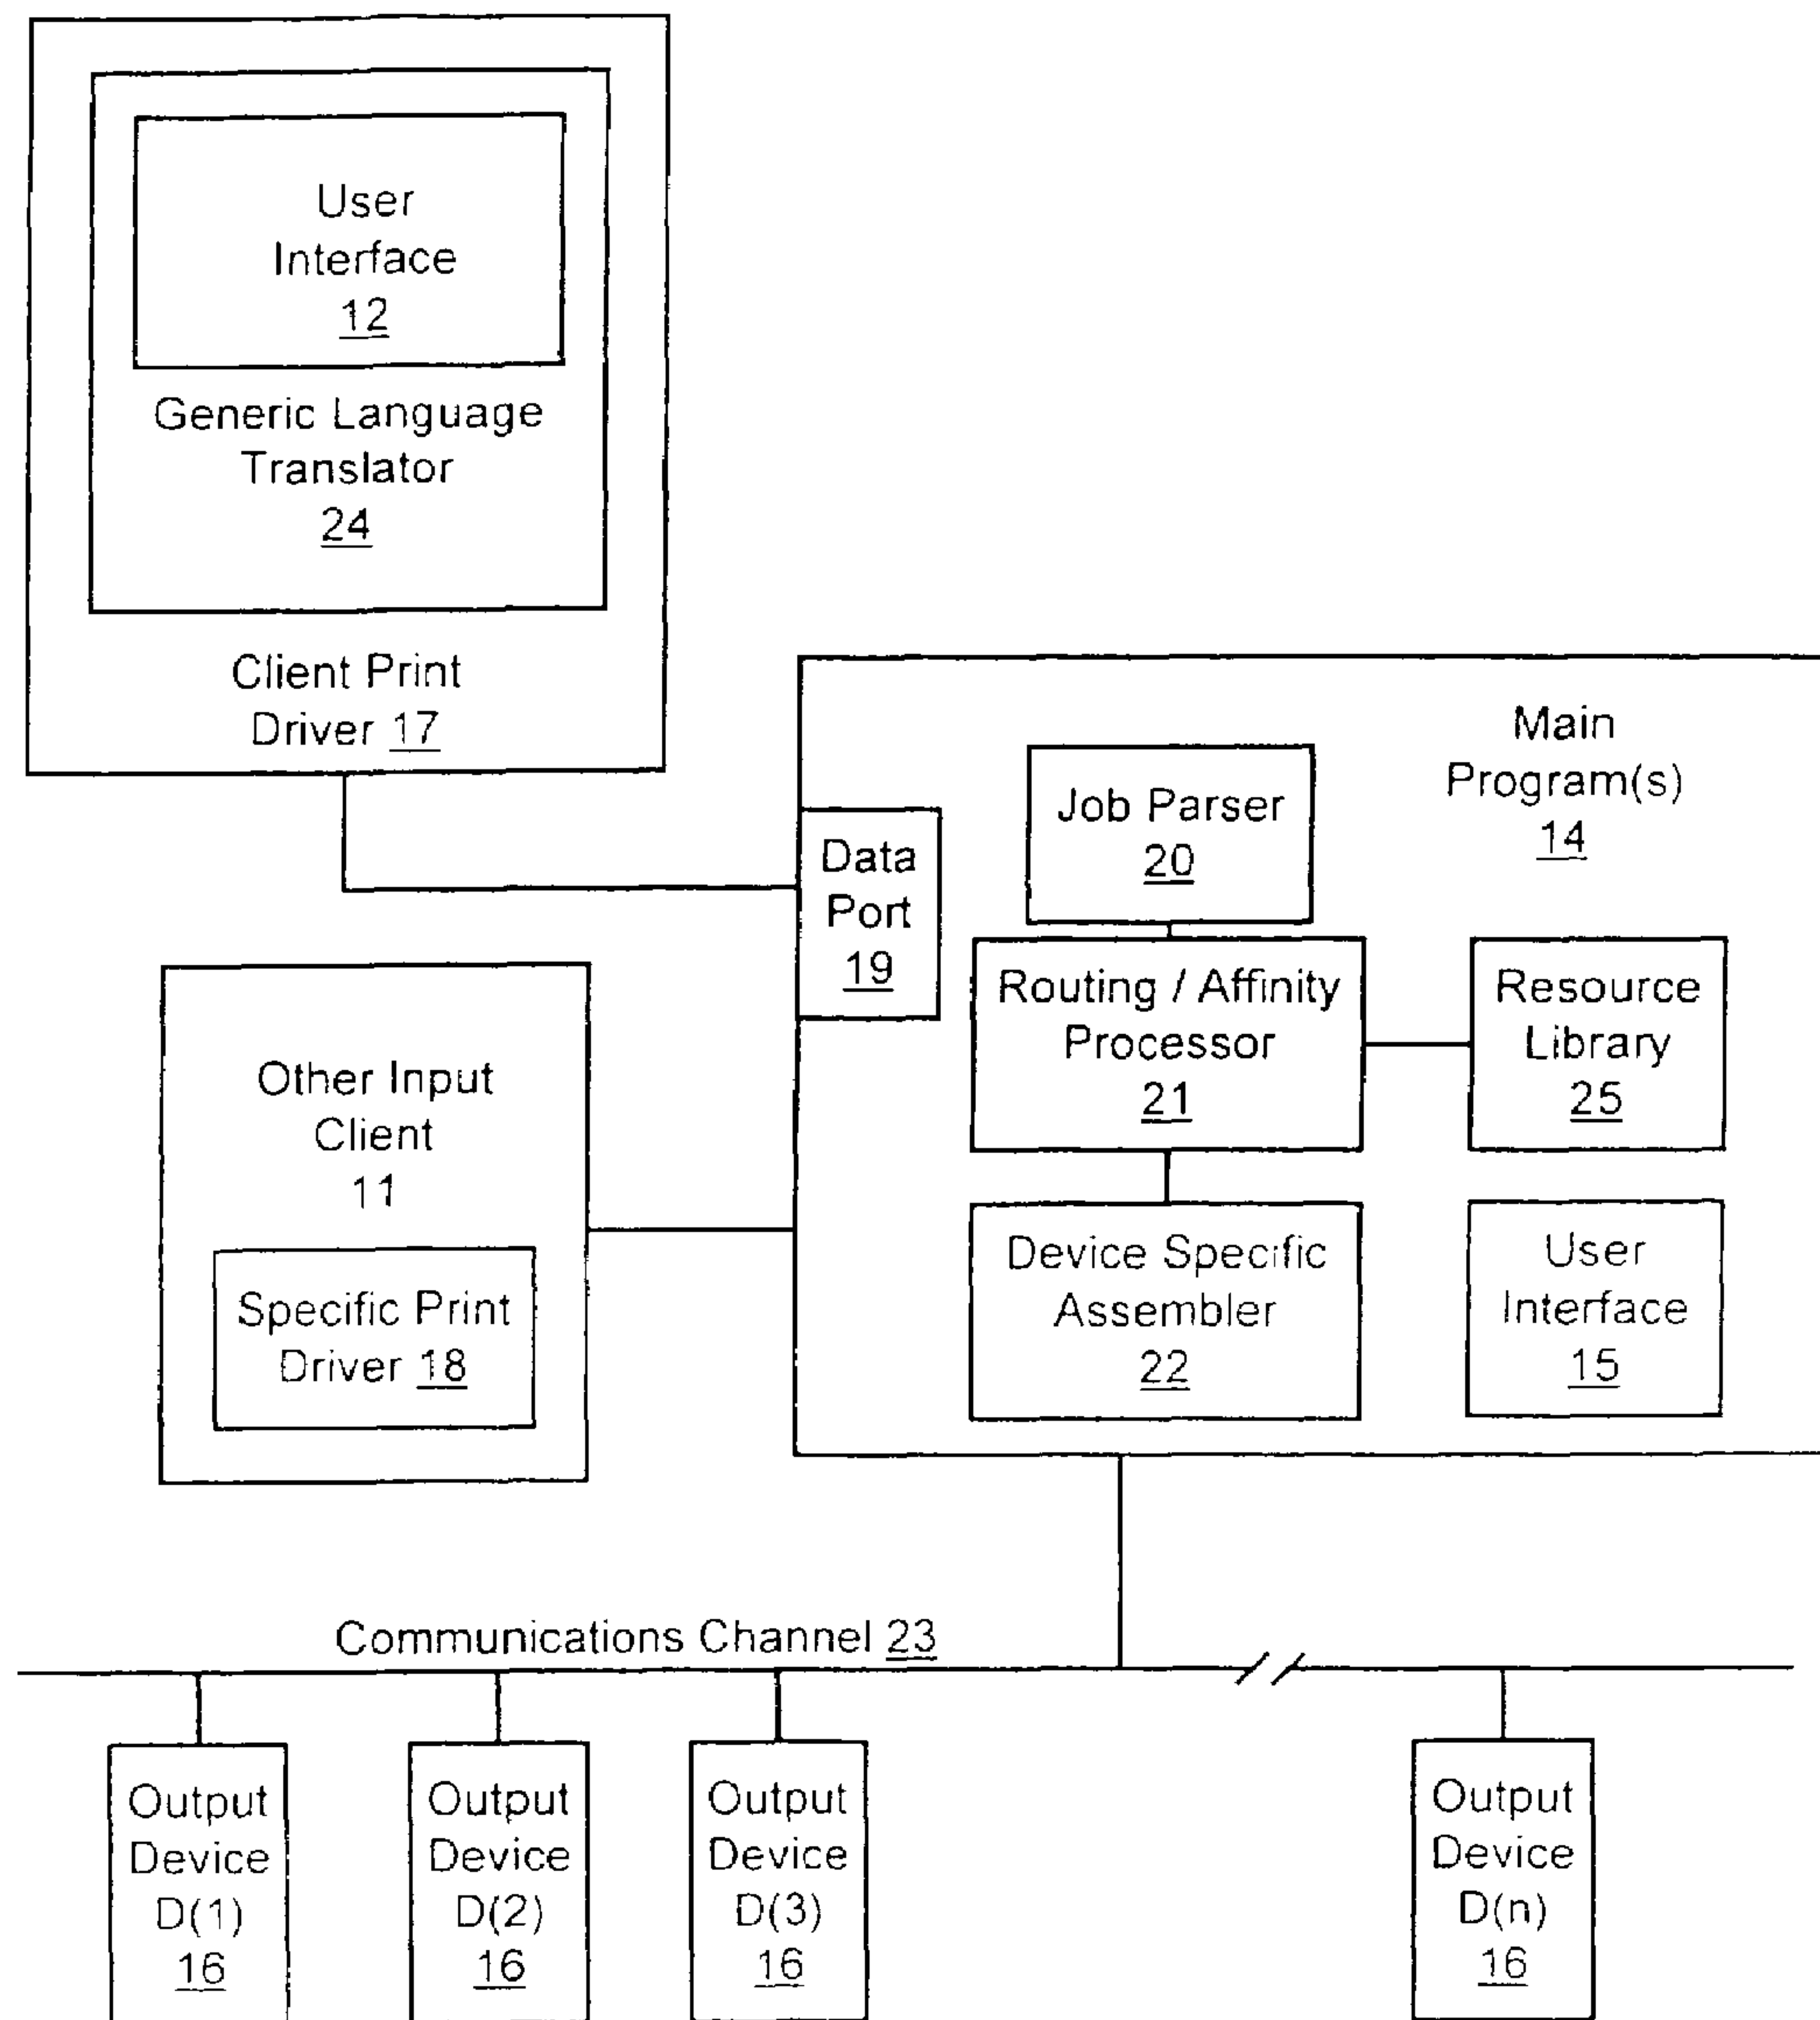 User
Interface
12
Generic Language
Translator
24
Client Print
Driver 17
Main
Program(s)
14
Job Parser
20
Data
Port
19
Routing / Affinity
Processor
21
Resource
Library
25
Other Input
Client
11
Specific Print
Driver 18
Device Specific
Assembler
22
User
Interface
15
Communications Channel 23
Output
Device
D(1)
16
Output
Device
D(2)
16
Output
Device
D(3)
16
Output
Device
D(n)
16